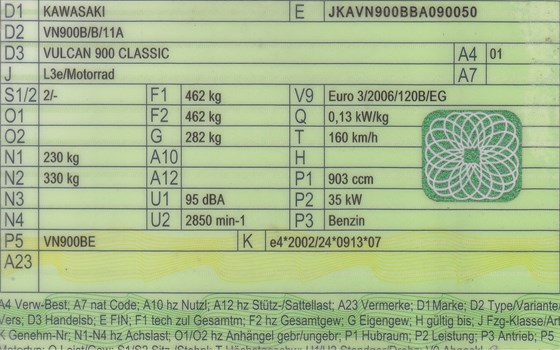 D1 KAWASAKI E JKAVN900BBA090050
D2 VN900B/B/11A
D3 VULCAN 900 CLASSIC A4 01
J L3e/Motorrad A7
S1/2 2/- F1 462 kg V9 Euro 3/2006/120B/EG
O1 F2 462 kg Q 0,13 kW/kg
O2 G 282 kg T 160 km/h
N1 230 kg A10 H
N2 330 kg A12 P1 903 ccm
N3 U1 95 dBA P2 35 kW
N4 U2 2850 min-1 P3 Benzin
P5 VN900BE K e4*2002/24*0913*07
A23
A4 Verw-Best; A7 nat Code; A10 hz Nutzl; A12 hz Stütz-/Sattellast; A23 Vermerke; D1 Marke; D2 Type/Variante/
Vers; D3 Handelsb; E FIN; F1 tech zul Gesamtm; F2 hz Gesamtgew; G Eigengew; H gültig bis; J Fzg-Klasse/A
K Genehm-Nr; N1-N4 hz Achslast; O1/O2 hz Anhängel gebr/ungebr; P1 Hubraum; P2 Leistung; P3 Antrieb; P5